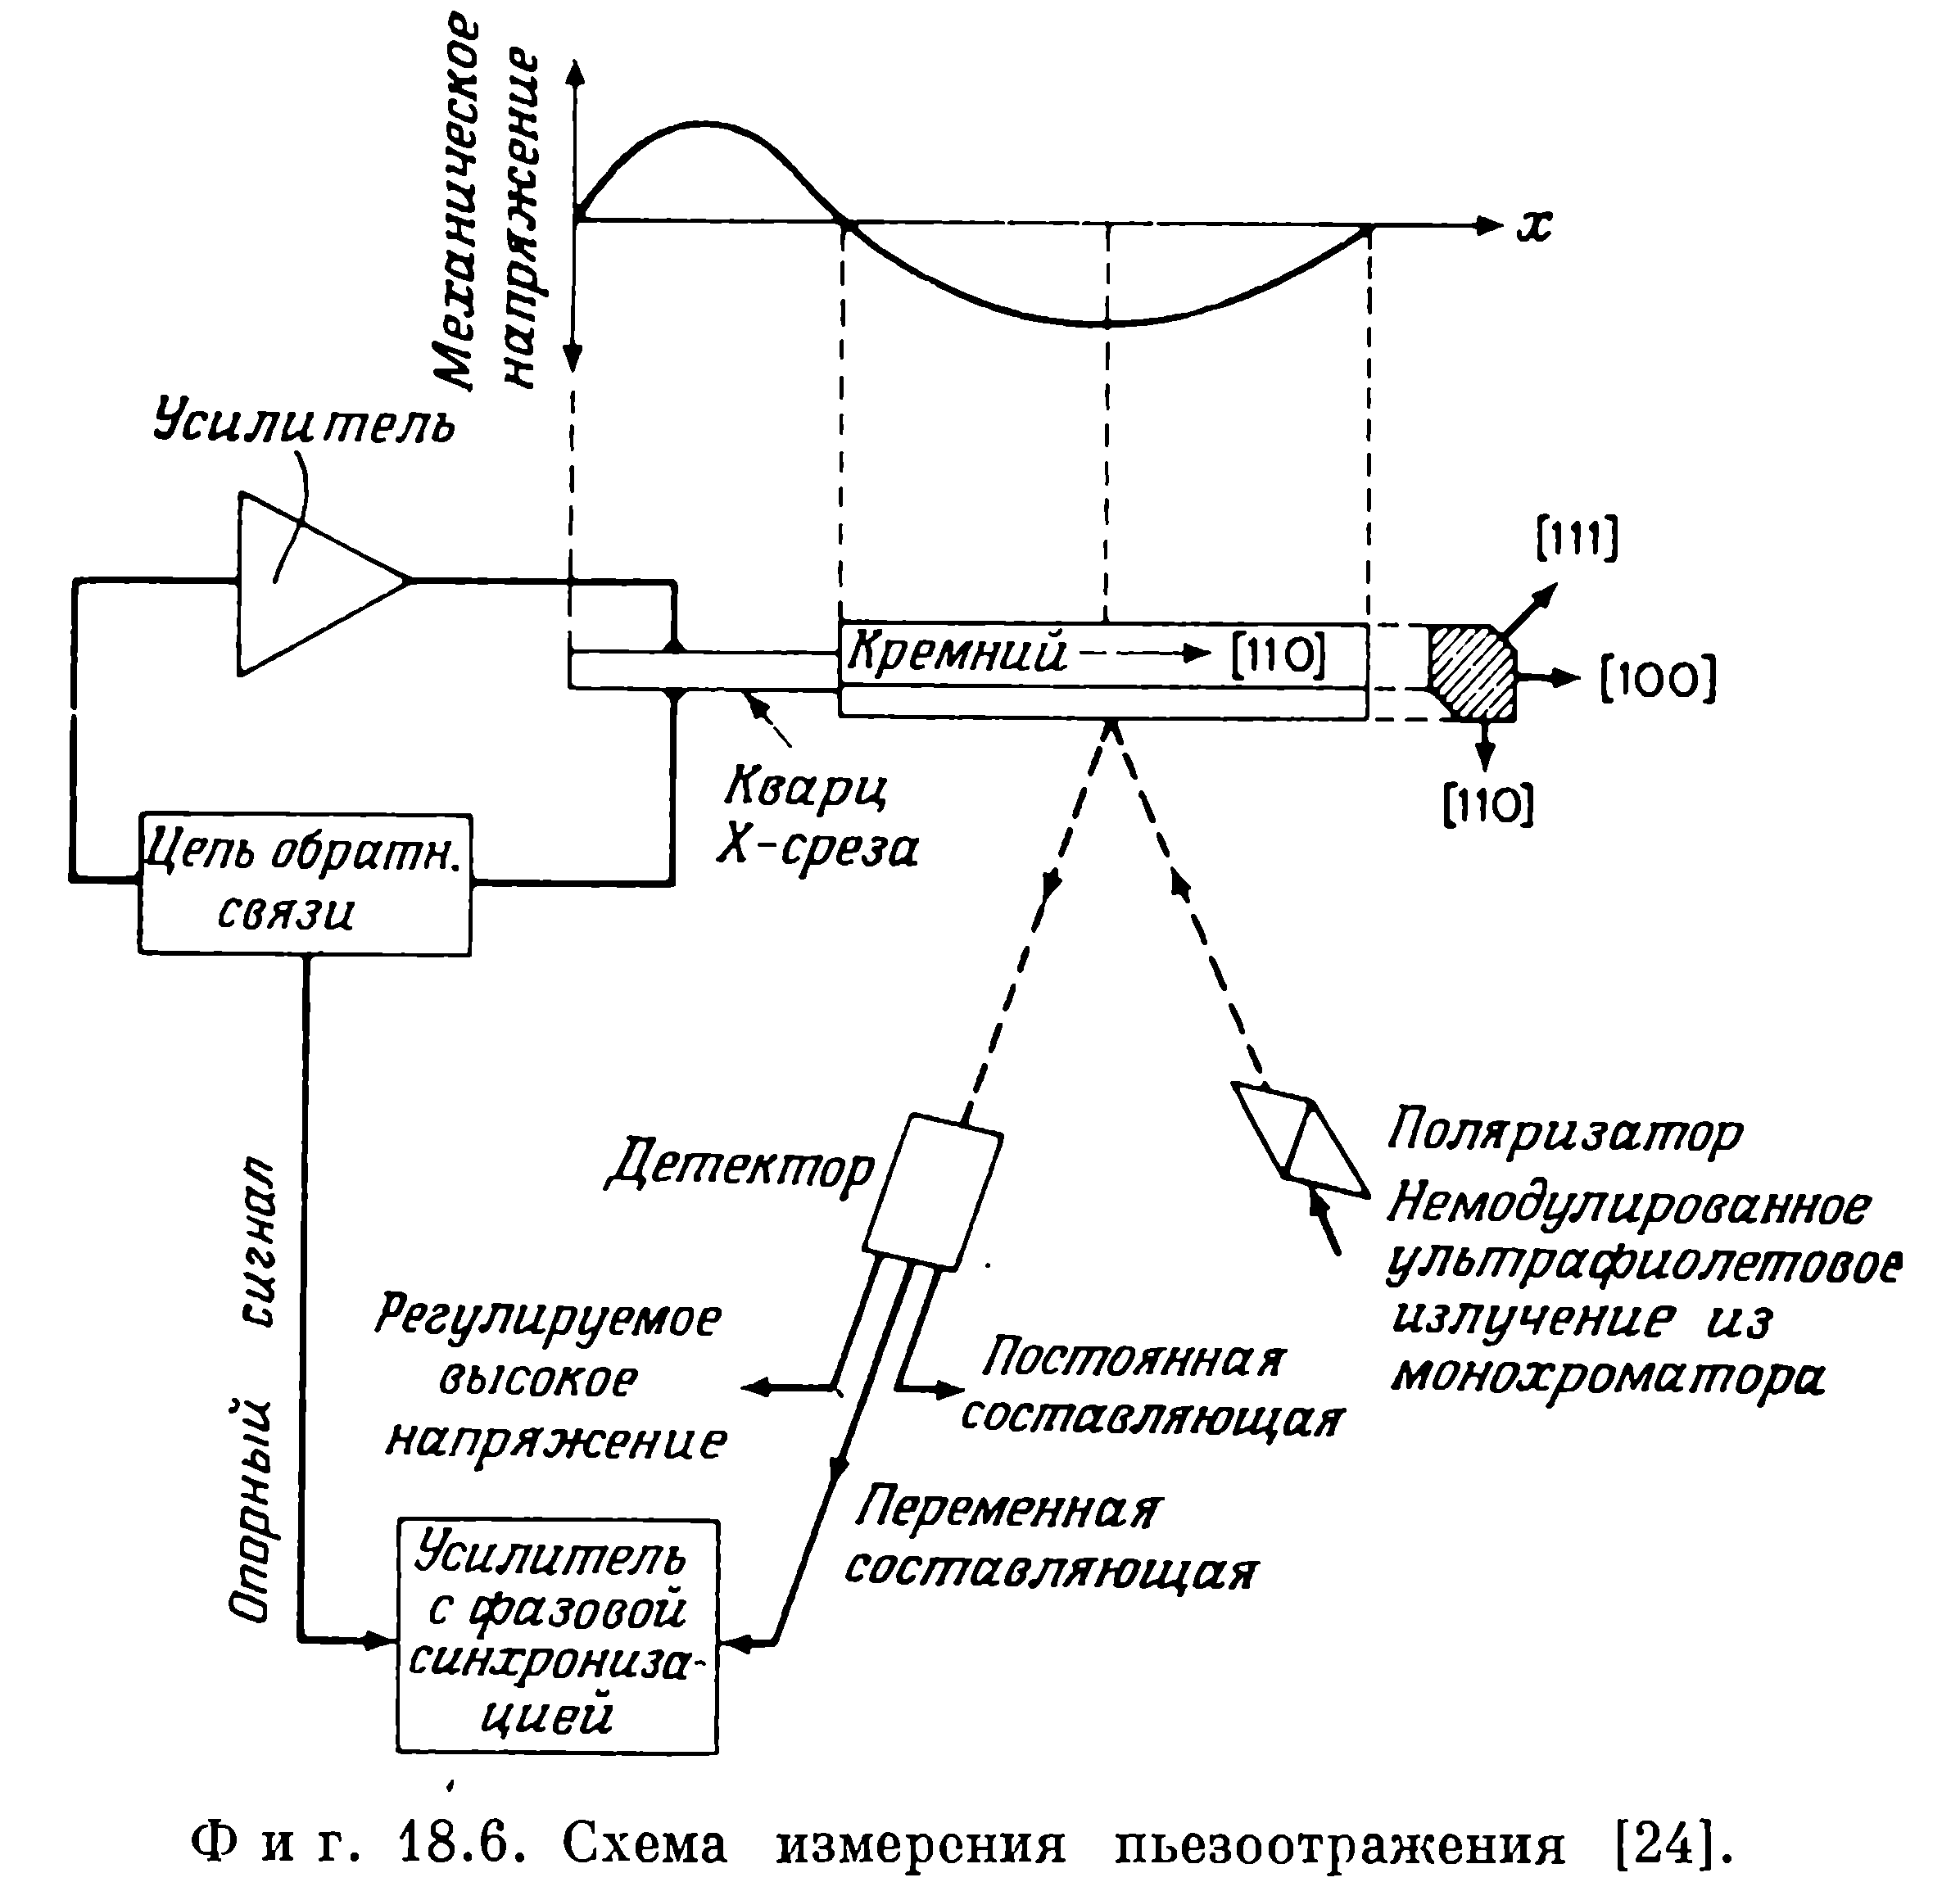 Механическое
напряжение
x
Усилитель
[111]
Кремний
[110]
[100]
[110]
Кварц
X-среза
Цепь обратн.
связи
Детектор
Поляризатор
Немодулированное
ультрафиолетовое
излучение из
монохроматора
Опорный сигнал
Регулируемое
высокое
напряжение
Постоянная
составляющая
Переменная
составляющая
Усилитель
с фазовой
синхрониза-
цией
Фиг. 18.6. Схема измерения пьезоотражения [24].